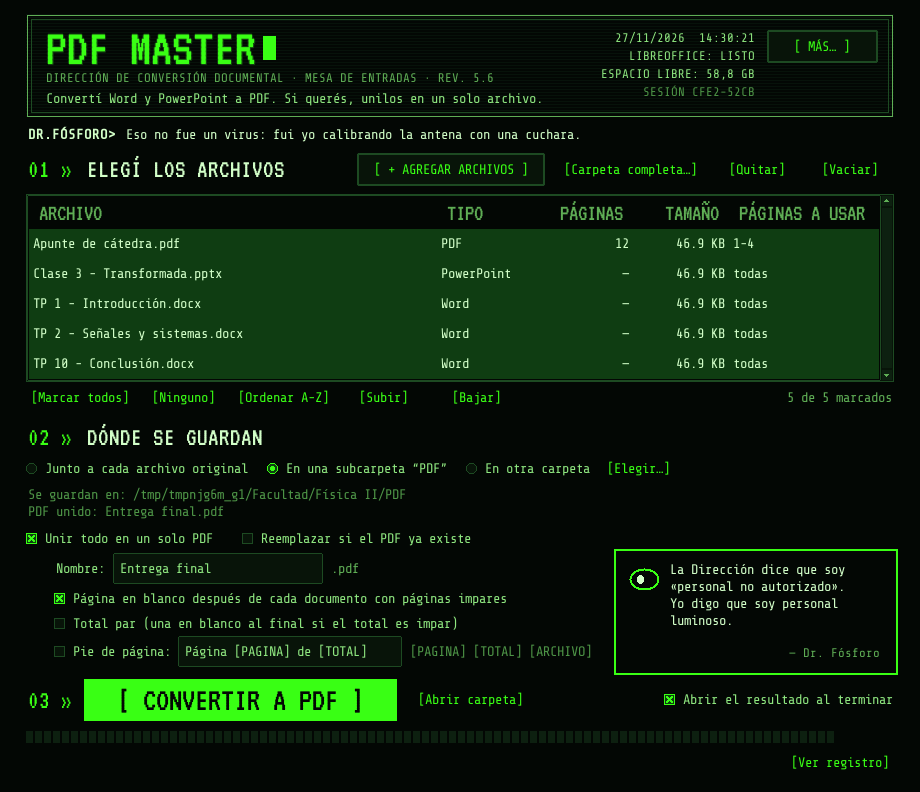 PDF MASTER
DIRECCIÓN DE CONVERSIÓN DOCUMENTAL · MESA DE ENTRADAS · REV. 5.6
Convertí Word y PowerPoint a PDF. Si querés, unilos en un solo archivo.
27/11/2026 14:30:21
LIBREOFFICE: LISTO
ESPACIO LIBRE: 58,8 GB
SESIÓN CFE2-52CB
[ MÁS… ]
DR.FÓSFORO> Eso no fue un virus: fui yo calibrando la antena con una cuchara.
01 » ELEGÍ LOS ARCHIVOS [ + AGREGAR ARCHIVOS ] [Carpeta completa…] [Quitar] [Vaciar]
ARCHIVO TIPO PÁGINAS TAMAÑO PÁGINAS A USAR
Apunte de cátedra.pdf PDF 12 46.9 KB 1-4
Clase 3 - Transformada.pptx PowerPoint — 46.9 KB todas
TP 1 - Introducción.docx Word — 46.9 KB todas
TP 2 - Señales y sistemas.docx Word — 46.9 KB todas
TP 10 - Conclusión.docx Word — 46.9 KB todas
[Marcar todos] [Ninguno] [Ordenar A-Z] [Subir] [Bajar] 5 de 5 marcados
02 » DÓNDE SE GUARDAN
Junto a cada archivo original En una subcarpeta “PDF” En otra carpeta [Elegir…]
Se guardan en: /tmp/tmpnjg6m_g1/Facultad/Física II/PDF
PDF unido: Entrega final.pdf
Unir todo en un solo PDF Reemplazar si el PDF ya existe
Nombre: Entrega final .pdf
Página en blanco después de cada documento con páginas impares
Total par (una en blanco al final si el total es impar)
Pie de página: Página [PAGINA] de [TOTAL] [PAGINA] [TOTAL] [ARCHIVO]
La Dirección dice que soy
«personal no autorizado».
Yo digo que soy personal
luminoso.
— Dr. Fósforo
03 » [ CONVERTIR A PDF ] [Abrir carpeta] Abrir el resultado al terminar
[Ver registro]